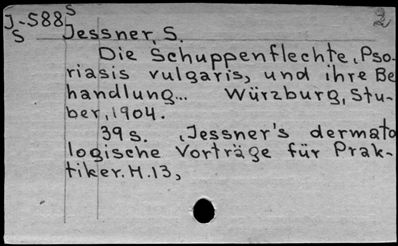 J-588 S
S
Jessner, S.
Die Schuppenflechte, Pso-
riasis vulgaris, und ihre Be
handlung... Würzburg, Stu-
ber, 1904.
39 s. (Jessner's dermato
logische Vorträge für Prak-
tiker. H. 13,